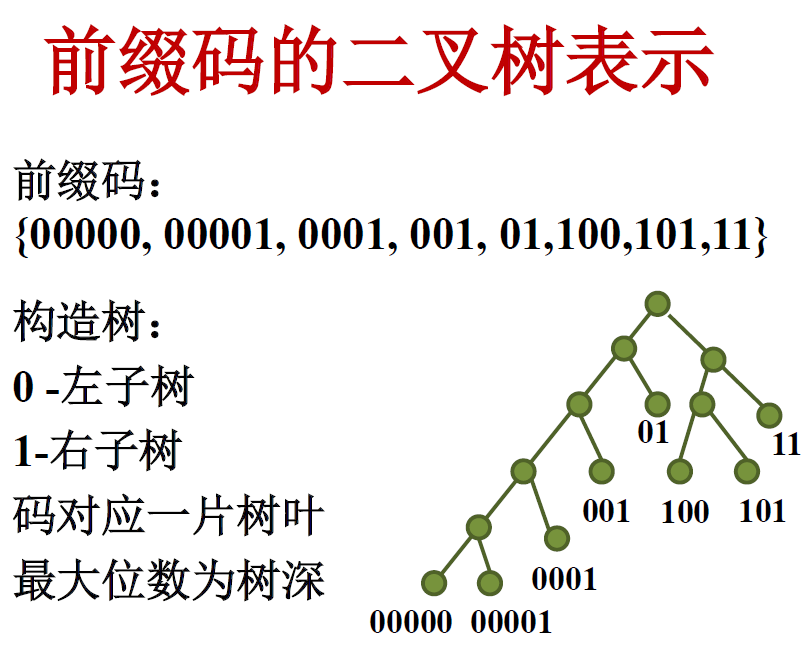 前缀码的二叉树表示
前缀码：
{00000, 00001, 0001, 001, 01,100,101,11}
构造树：
0 -左子树
1-右子树
码对应一片树叶
最大位数为树深
01
11
001
100
101
0001
00000
00001